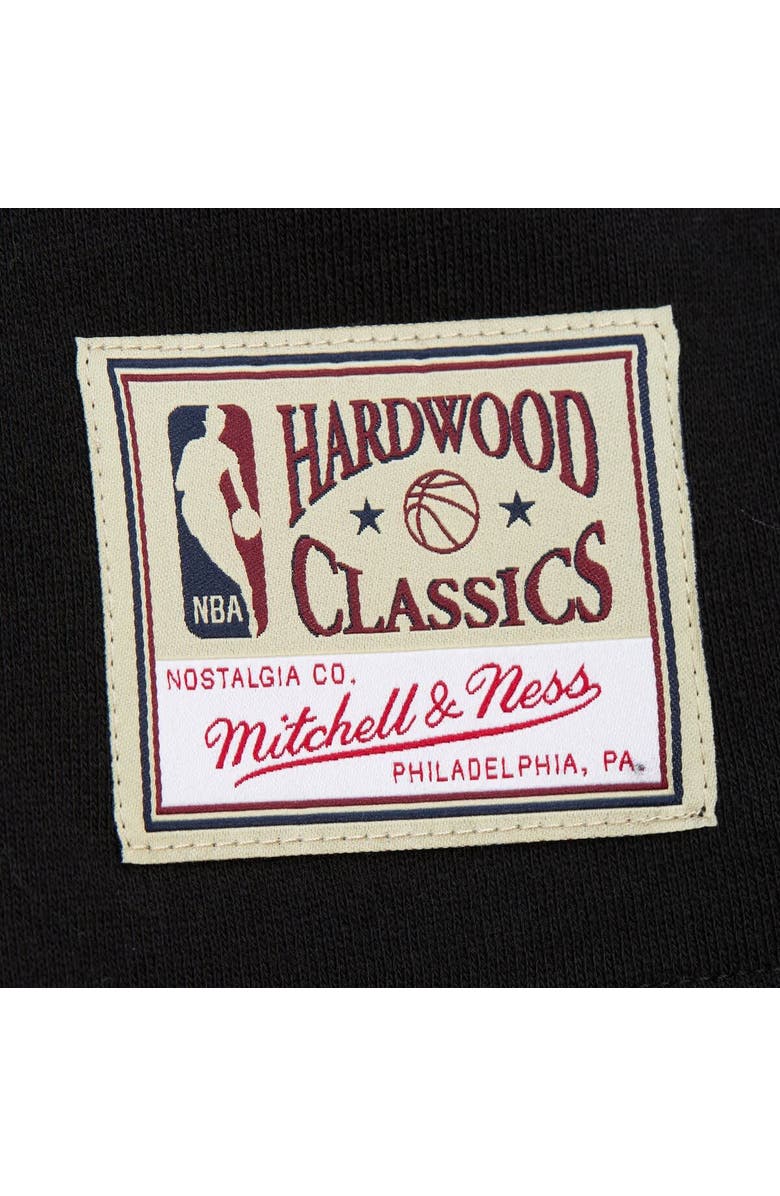 HARDWOOD
CLASSICS
NBA
NOSTALGIA CO.
Mitchell & Ness
PHILADELPHIA, PA.